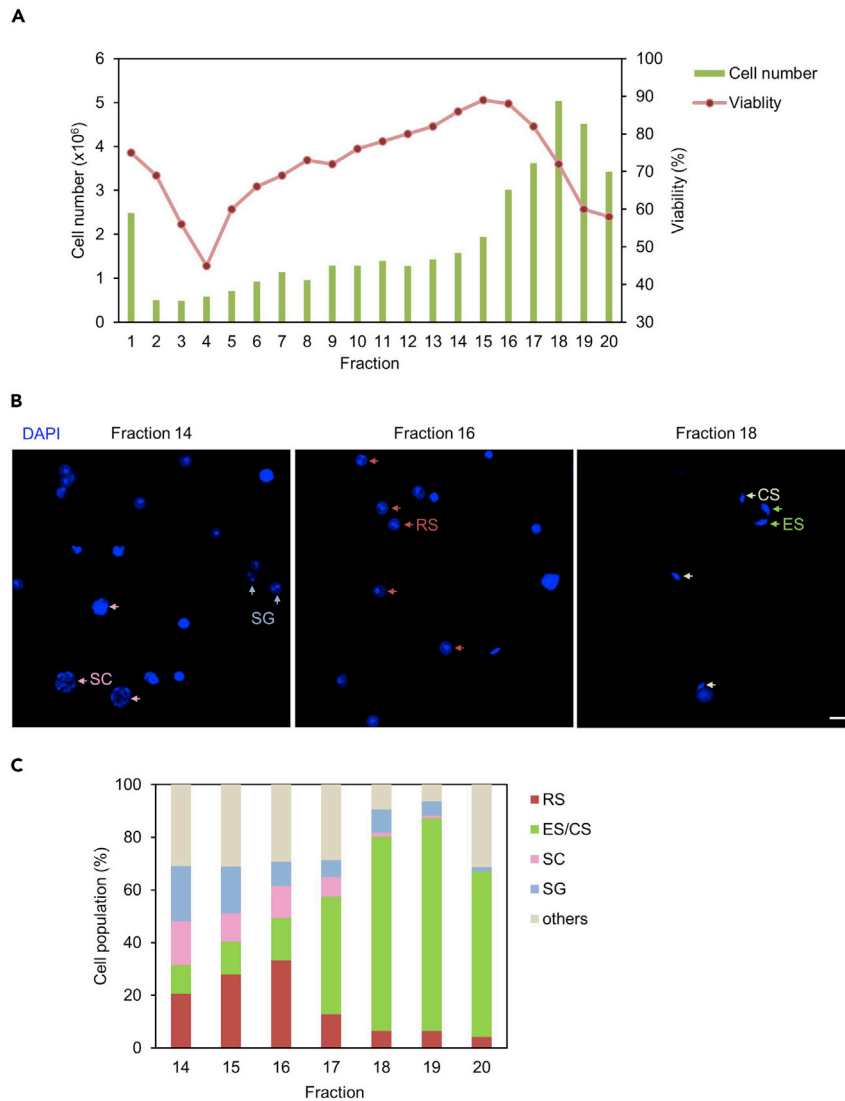 A
6
5
4
3
2
1
0
Cell number (x10⁶)
100
90
80
70
60
50
40
30
Viability (%)
Cell number
Viablity
1 2 3 4 5 6 7 8 9 10 11 12 13 14 15 16 17 18 19 20
Fraction
B
DAPI Fraction 14 Fraction 16 Fraction 18
CS
RS ES
SG
SC
C
100
80
60
40
20
0
Cell population (%)
RS
ES/CS
SC
SG
others
14 15 16 17 18 19 20
Fraction